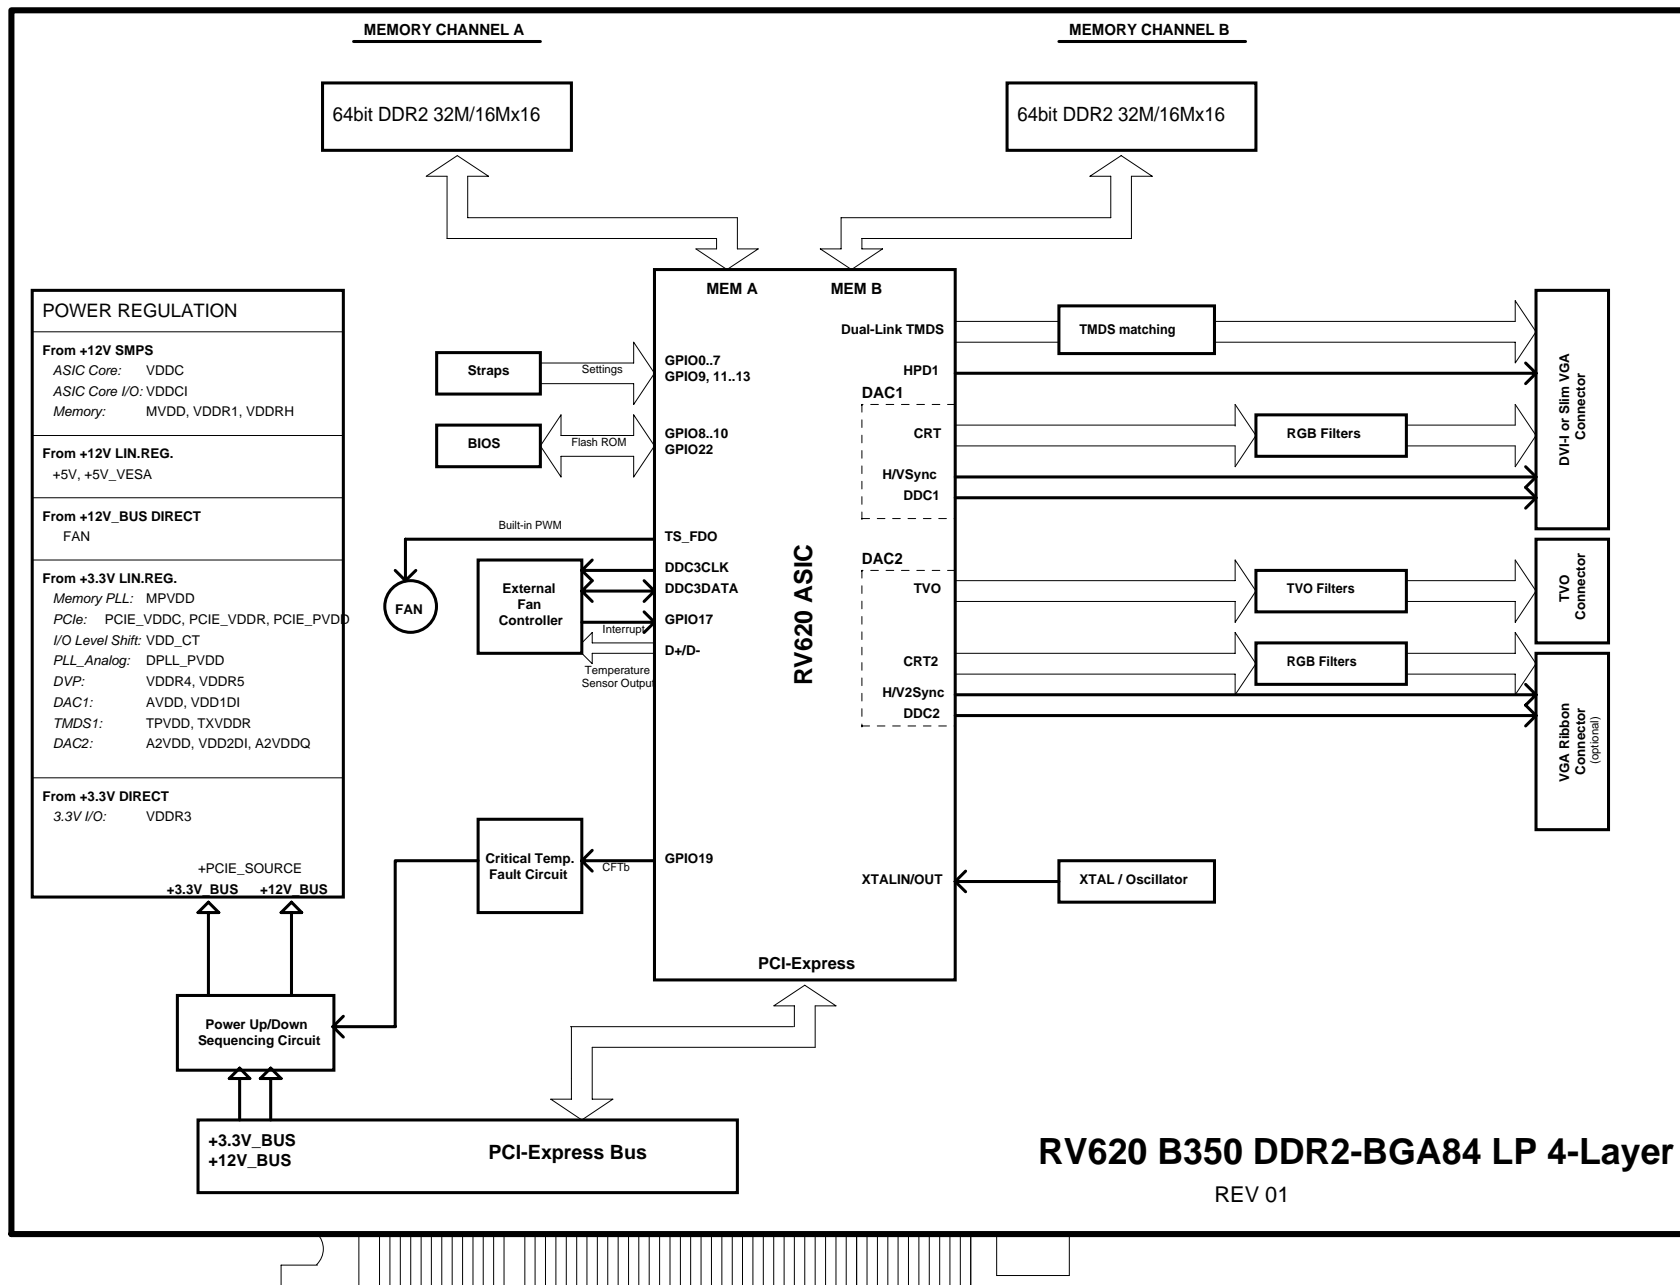 MEMORY CHANNEL A
MEMORY CHANNEL B
64bit DDR2 32M/16Mx16
64bit DDR2 32M/16Mx16
MEM A
MEM B
POWER REGULATION
From +12V SMPS
ASIC Core: VDDC
ASIC Core I/O: VDDCI
Memory: MVDD, VDDR1, VDDRH
From +12V LIN.REG.
+5V, +5V_VESA
From +12V_BUS DIRECT
FAN
From +3.3V LIN.REG.
Memory PLL: MPVDD
PCIe: PCIE_VDDC, PCIE_VDDR, PCIE_PVDD
I/O Level Shift: VDD_CT
PLL_Analog: DPLL_PVDD
DVP: VDDR4, VDDR5
DAC1: AVDD, VDD1DI
TMDS1: TPVDD, TXVDDR
DAC2: A2VDD, VDD2DI, A2VDDQ
From +3.3V DIRECT
3.3V I/O: VDDR3
+PCIE_SOURCE
+3.3V_BUS +12V_BUS
Straps
Settings
GPIO0..7
GPIO9, 11..13
BIOS
Flash ROM
GPIO8..10
GPIO22
Built-in PWM
TS_FDO
FAN
External
Fan
Controller
DDC3CLK
DDC3DATA
GPIO17
Interrupt
D+/D-
Temperature
Sensor Output
Critical Temp.
Fault Circuit
CFTb
GPIO19
RV620 ASIC
Dual-Link TMDS
TMDS matching
HPD1
DAC1
CRT
RGB Filters
H/VSync
DDC1
DVI-I or Slim VGA
Connector
DAC2
TVO
TVO Filters
TVO
Connector
CRT2
RGB Filters
H/V2Sync
DDC2
VGA Ribbon
Connector
(optional)
XTALIN/OUT
XTAL / Oscillator
PCI-Express
Power Up/Down
Sequencing Circuit
+3.3V_BUS
+12V_BUS
PCI-Express Bus
RV620 B350 DDR2-BGA84 LP 4-Layer
REV 01